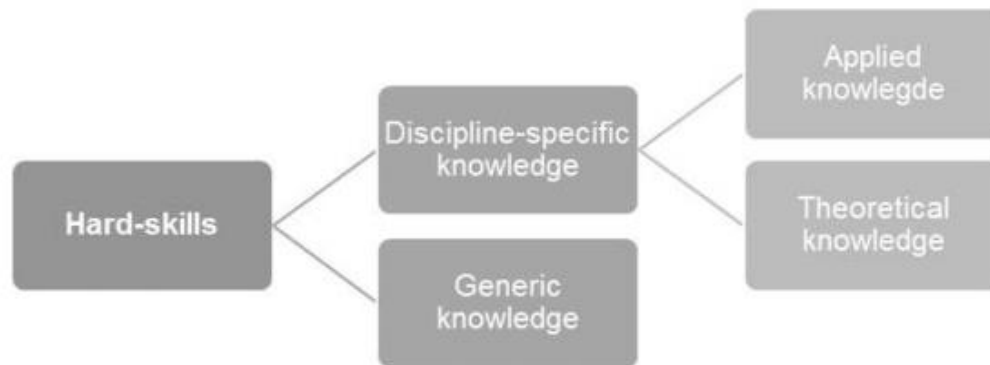 Hard-skills
Discipline-specific
knowledge
Generic
knowledge
Applied
knowlegde
Theoretical
knowledge